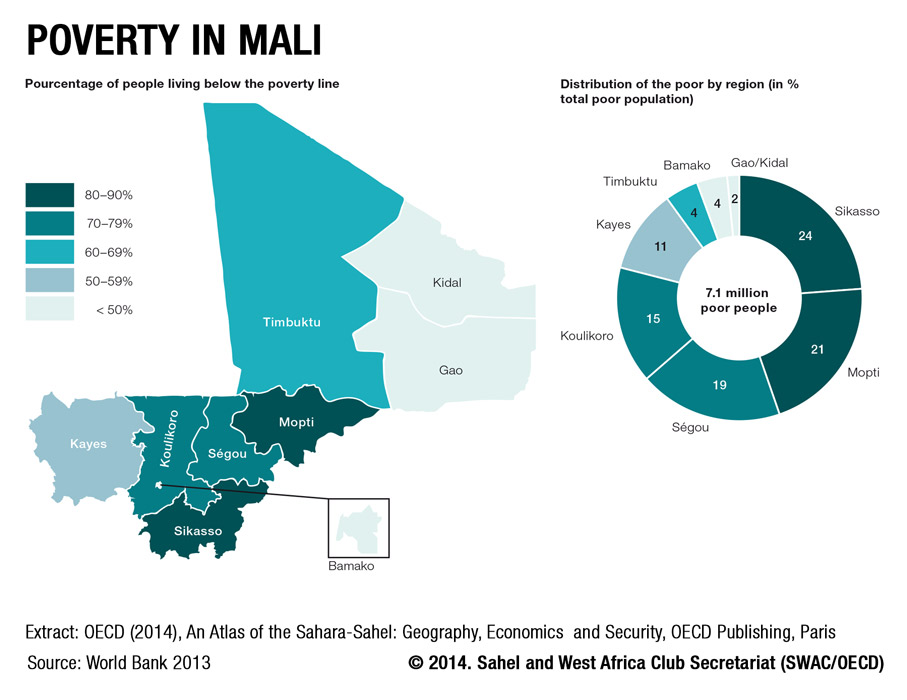 POVERTY IN MALI
Pourcentage of people living below the poverty line
80–90%
70–79%
60–69%
50–59%
< 50%
Timbuktu
Kidal
Gao
Kayes
Koulikoro
Ségou
Mopti
Sikasso
Bamako
Distribution of the poor by region (in %
total poor population)
Gao/Kidal
Bamako
Timbuktu
Kayes
Koulikoro
Ségou
Mopti
Sikasso
24
21
19
15
11
4
4
2
7.1 million
poor people
Extract: OECD (2014), An Atlas of the Sahara-Sahel: Geography, Economics and Security, OECD Publishing, Paris
Source: World Bank 2013
© 2014. Sahel and West Africa Club Secretariat (SWAC/OECD)